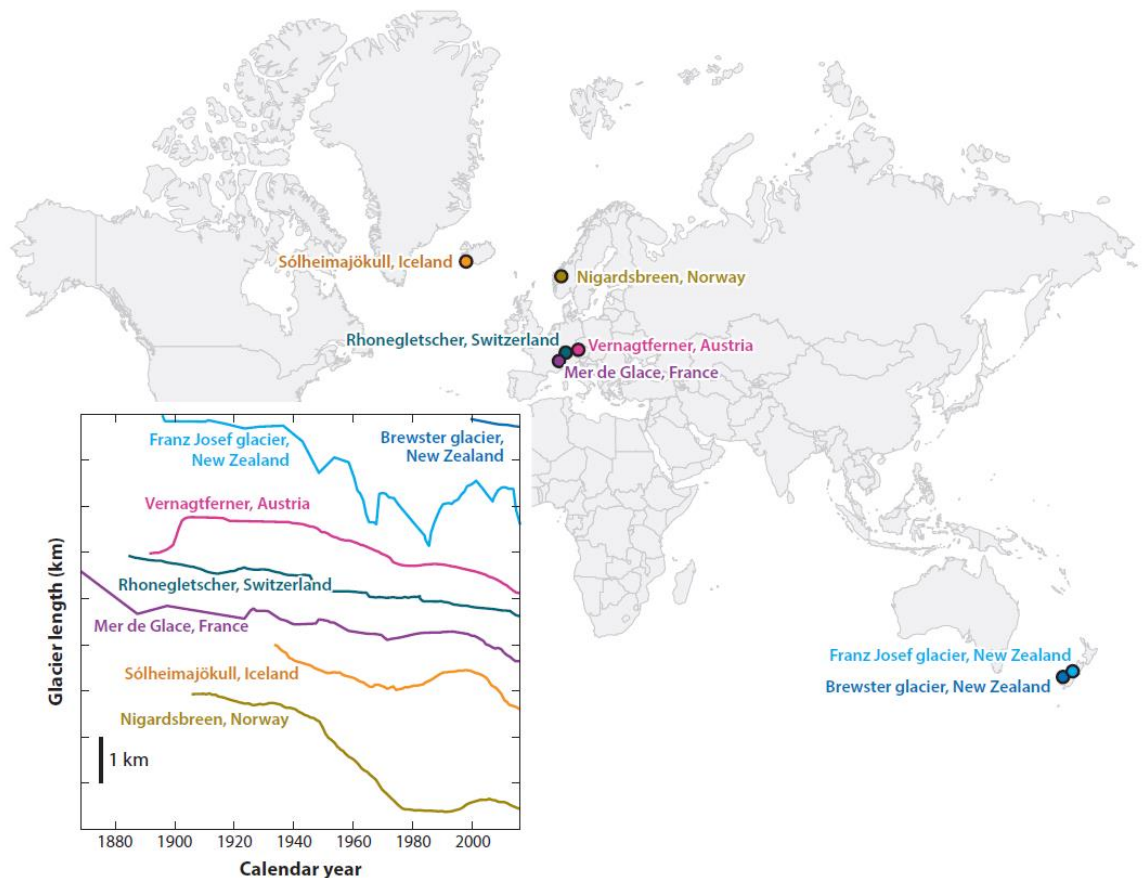 Sólheimajökull, Iceland
Nigardsbreen, Norway
Rhonegletscher, Switzerland
Vernagtferner, Austria
Mer de Glace, France
Franz Josef glacier,
New Zealand
Brewster glacier,
New Zealand
Vernagtferner, Austria
Rhonegletscher, Switzerland
Mer de Glace, France
Sólheimajökull, Iceland
Nigardsbreen, Norway
1 km
Glacier length (km)
1880 1900 1920 1940 1960 1980 2000
Calendar year
Franz Josef glacier, New Zealand
Brewster glacier, New Zealand